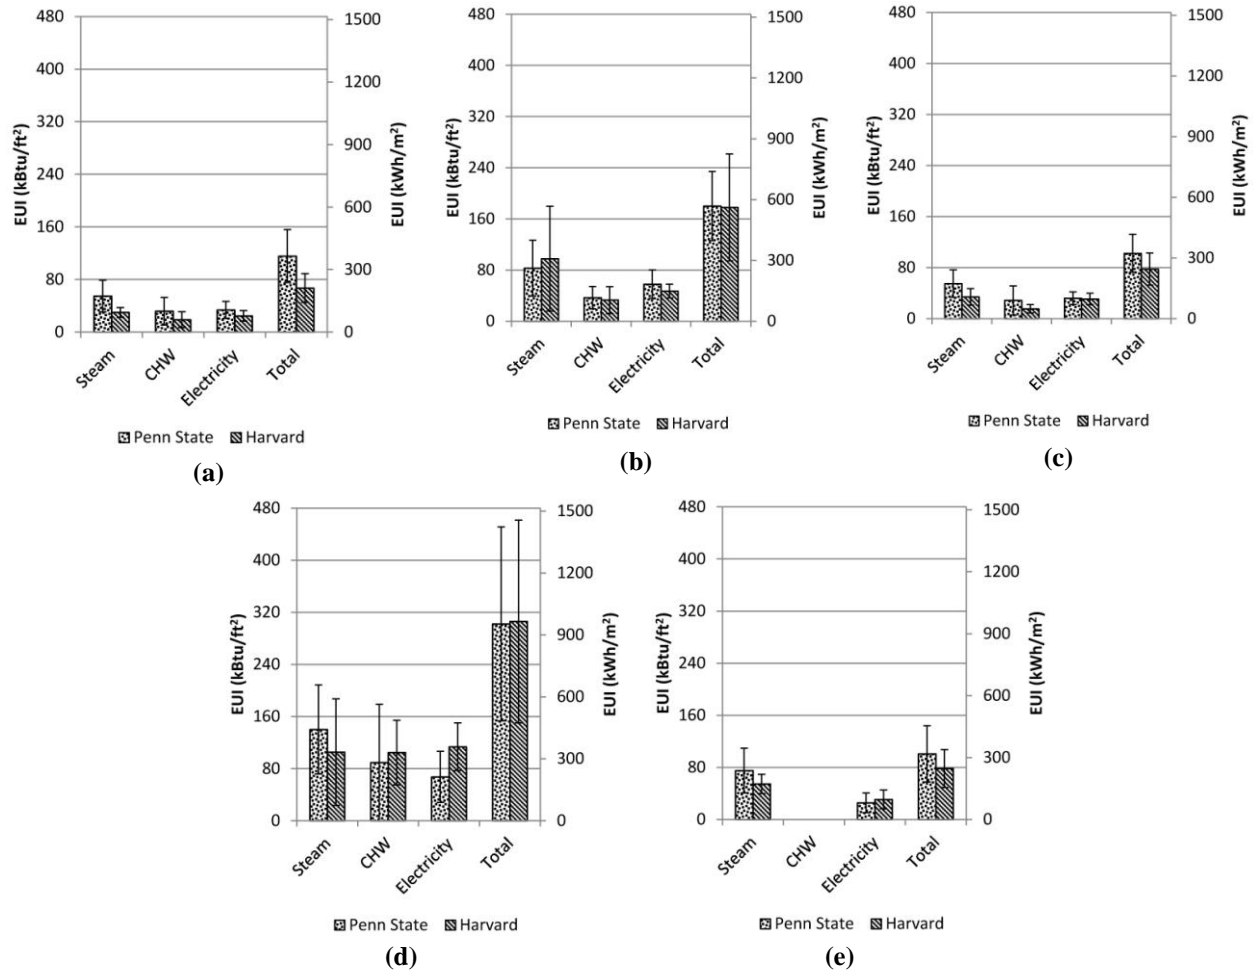 480
400
320
240
160
80
0
EUI (kBtu/ft²)
1500
1200
900
600
300
0
EUI (kWh/m²)
Steam
CHW
Electricity
Total
Penn State Harvard
(a)
480
400
320
240
160
80
0
EUI (kBtu/ft²)
1500
1200
900
600
300
0
EUI (kWh/m²)
Steam
CHW
Electricity
Total
Penn State Harvard
(b)
480
400
320
240
160
80
0
EUI (kBtu/ft²)
1500
1200
900
600
300
0
EUI (kWh/m²)
Steam
CHW
Electricity
Total
Penn State Harvard
(c)
480
400
320
240
160
80
0
EUI (kBtu/ft²)
1500
1200
900
600
300
0
EUI (kWh/m²)
Steam
CHW
Electricity
Total
Penn State Harvard
(d)
480
400
320
240
160
80
0
EUI (kBtu/ft²)
1500
1200
900
600
300
0
EUI (kWh/m²)
Steam
CHW
Electricity
Total
Penn State Harvard
(e)